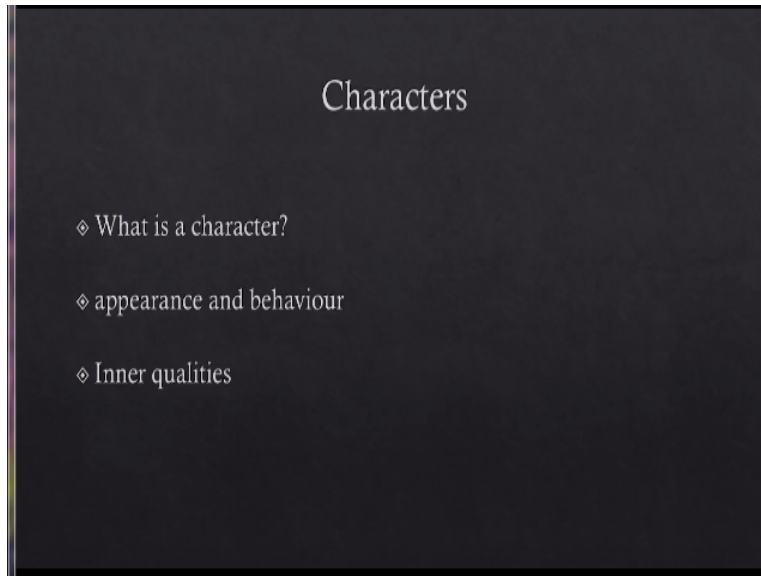 Characters
What is a character?
appearance and behaviour
Inner qualities